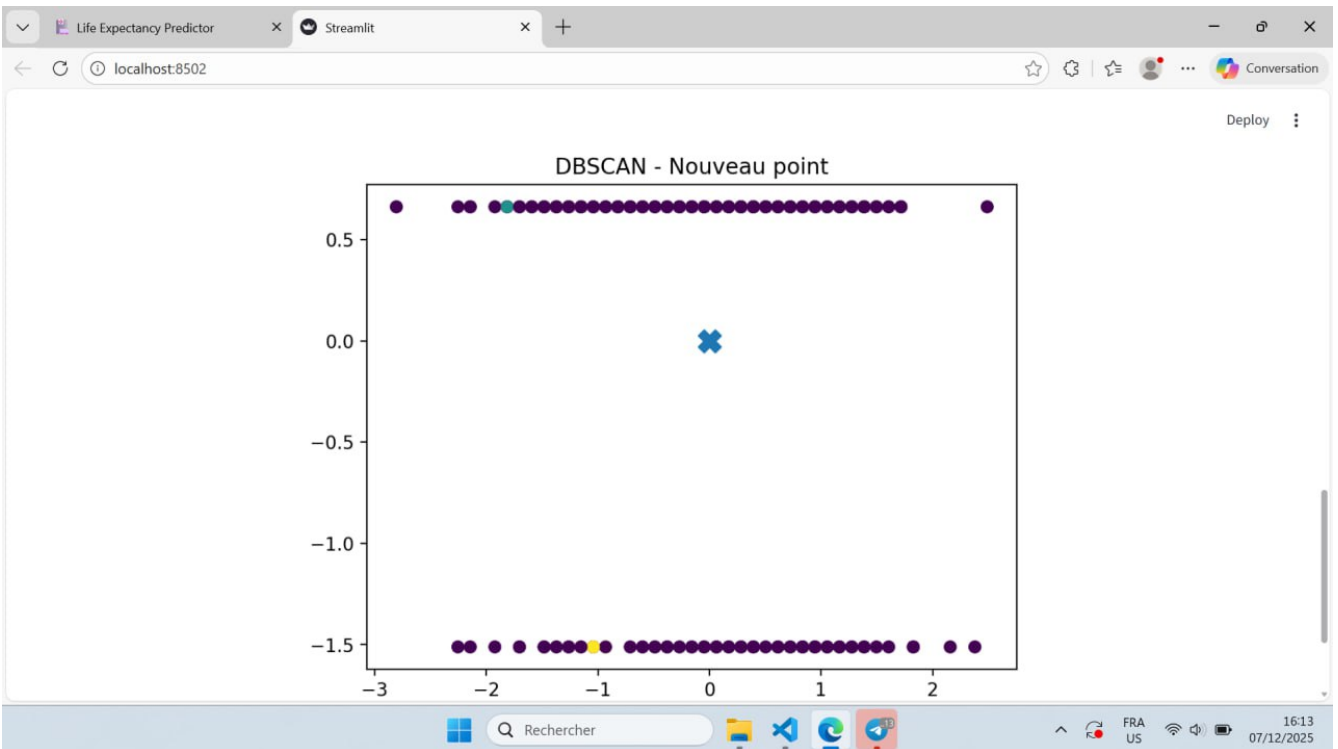 Life Expectancy Predictor
Streamlit
localhost:8502
Conversation
Deploy
DBSCAN - Nouveau point
0.5
0.0
−0.5
−1.0
−1.5
−3 −2 −1 0 1 2
Rechercher
FRA
US
16:13
07/12/2025